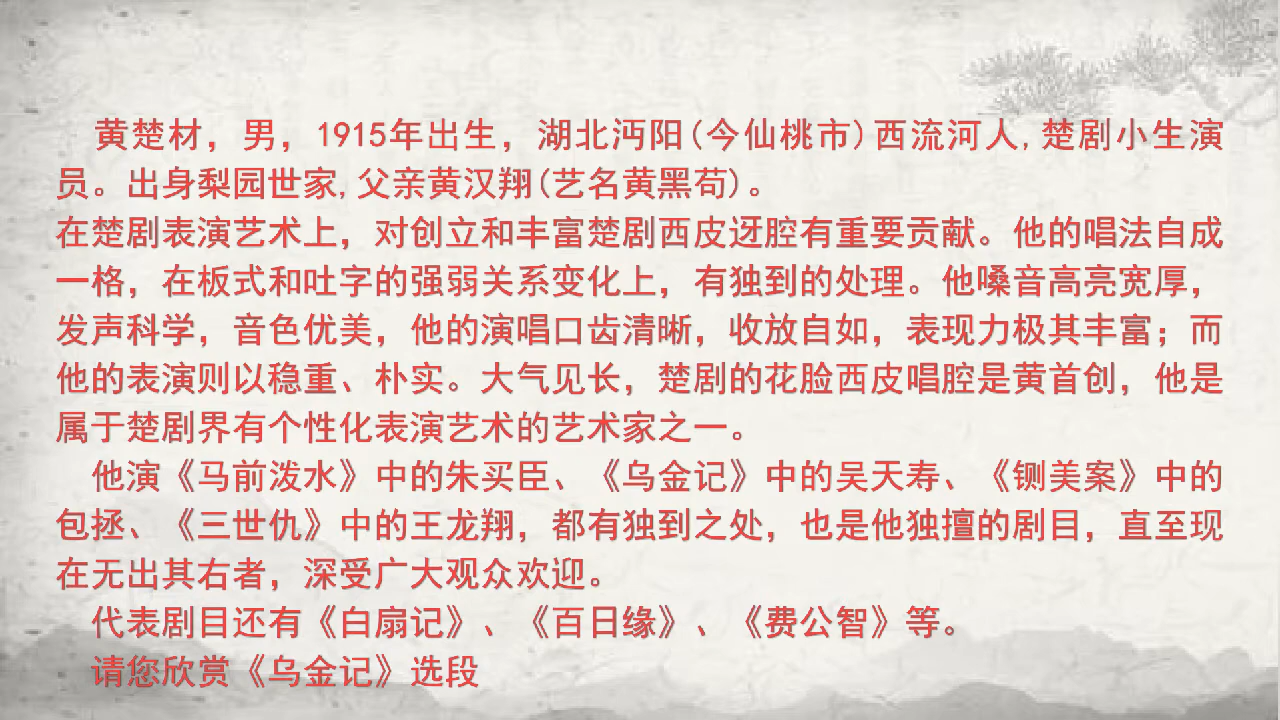 黄楚材，男，1915年出生，湖北沔阳(今仙桃市)西流河人,楚剧小生演
员。出身梨园世家,父亲黄汉翔(艺名黄黑苟)。
在楚剧表演艺术上，对创立和丰富楚剧西皮迓腔有重要贡献。他的唱法自成
一格，在板式和吐字的强弱关系变化上，有独到的处理。他嗓音高亮宽厚，
发声科学，音色优美，他的演唱口齿清晰，收放自如，表现力极其丰富；而
他的表演则以稳重、朴实。大气见长，楚剧的花脸西皮唱腔是黄首创，他是
属于楚剧界有个性化表演艺术的艺术家之一。
他演《马前泼水》中的朱买臣、《乌金记》中的吴天寿、《铡美案》中的
包拯、《三世仇》中的王龙翔，都有独到之处，也是他独擅的剧目，直至现
在无出其右者，深受广大观众欢迎。
代表剧目还有《白扇记》、《百日缘》、《费公智》等。
请您欣赏《乌金记》选段